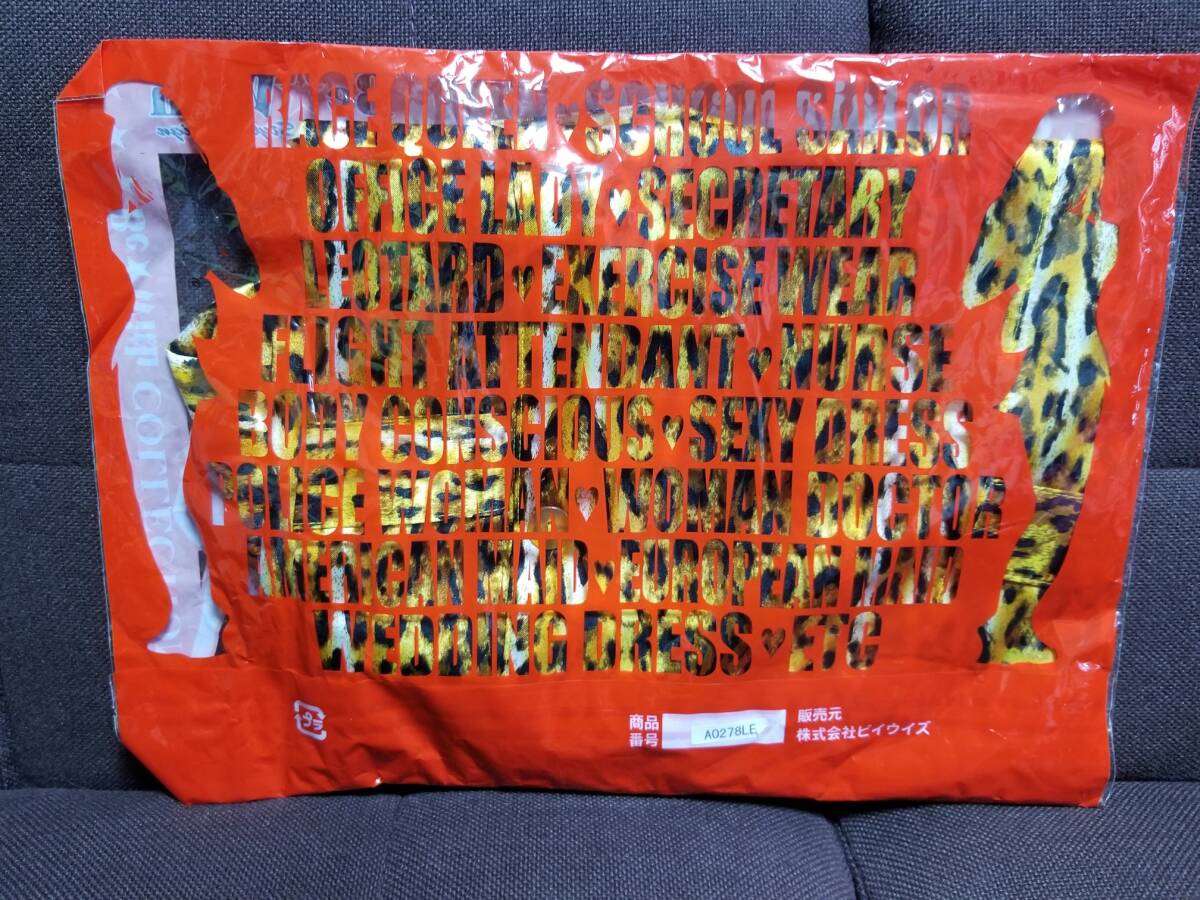 RACE QUEEN♥SCHOOL SAILOR
OFFICE LADY♥SECRETARY
LEOTARD♥EXERCISE WEAR
FLIGHT ATTENDANT♥NURSE
BODY CONSCIOUS♥SEXY DRESS
POLICE WOMAN♥WOMAN DOCTOR
AMERICAN MAID♥EUROPEAN MAID
WEDDING DRESS♥ETC
プラ
商品
番号
A0278LE
販売元
株式会社ビイウイズ